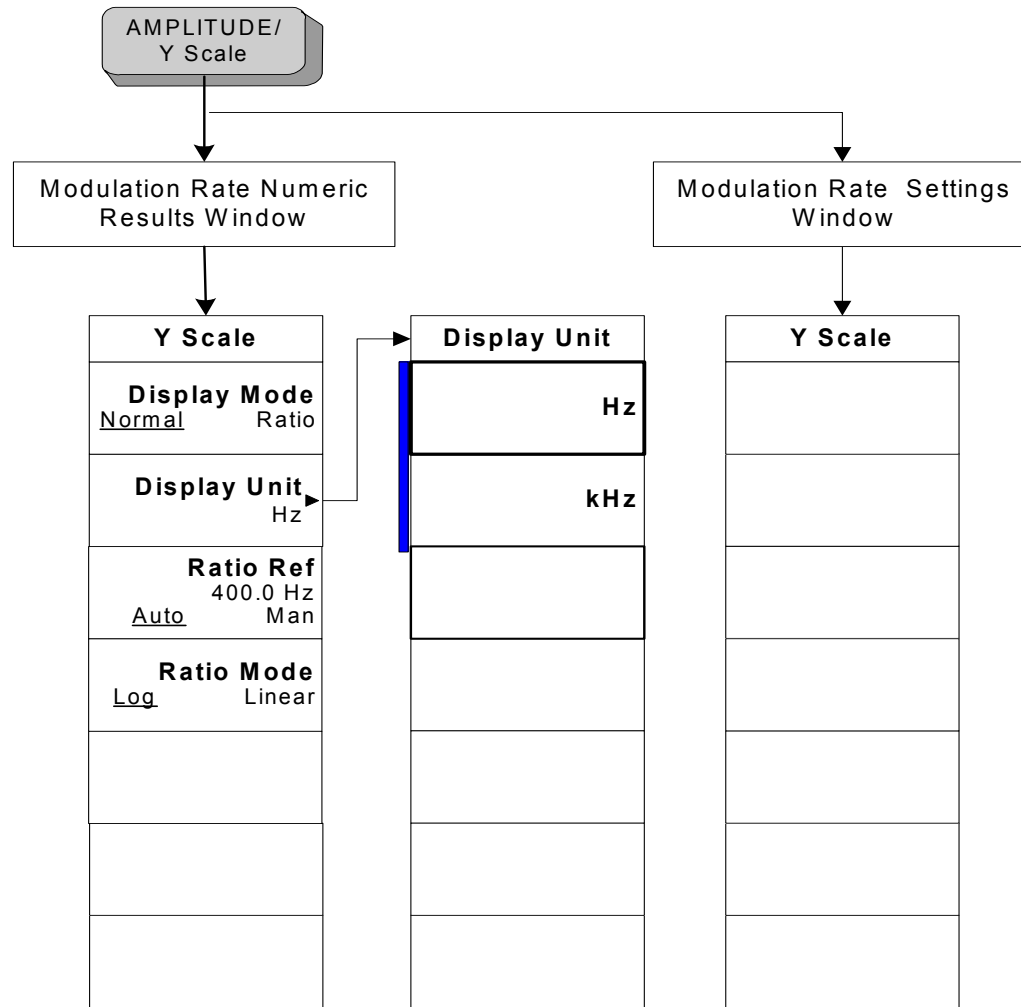 AMPLITUDE/
Y Scale
Modulation Rate Numeric
Results Window
Modulation Rate Settings
Window
Y Scale
Display Mode
Normal Ratio
Display Unit
Hz
Ratio Ref
400.0 Hz
Auto Man
Ratio Mode
Log Linear
Display Unit
Hz
kHz
Y Scale